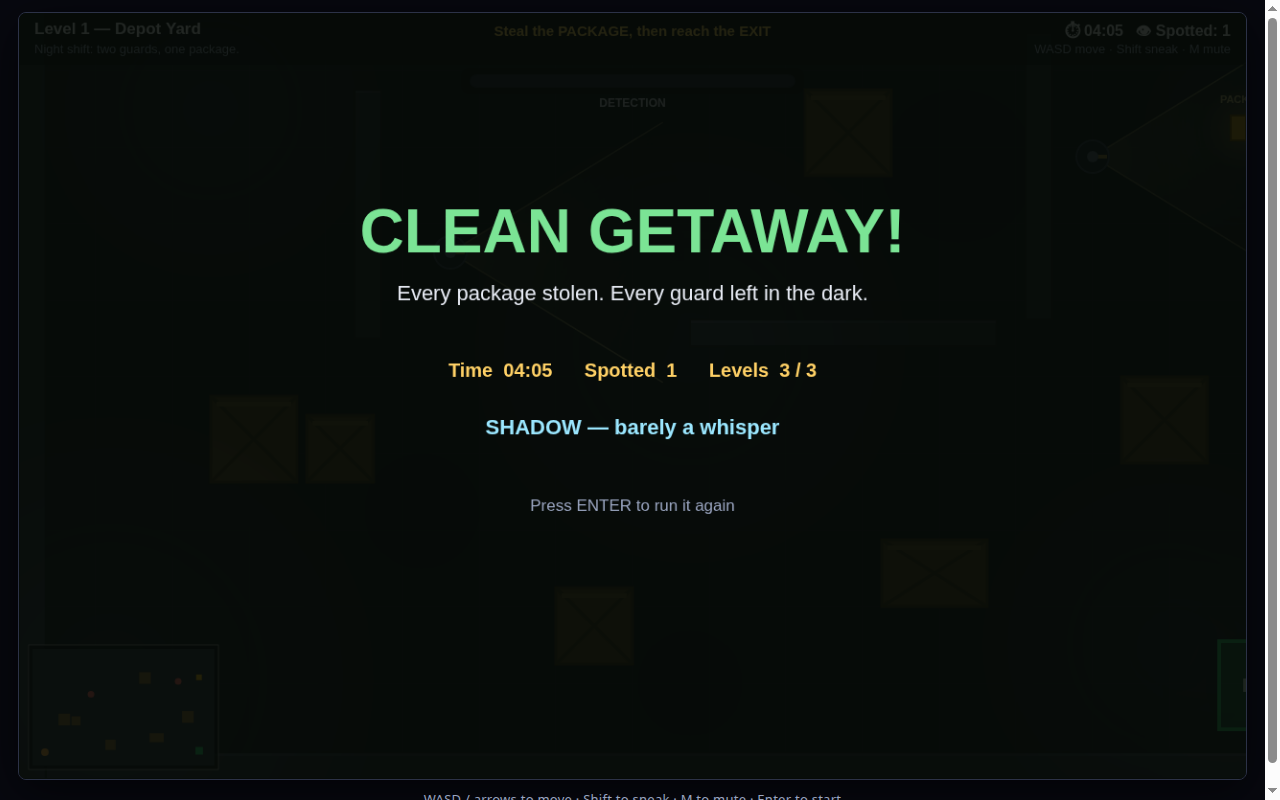 Level 1 — Depot Yard
Night shift: two guards, one package.
Steal the PACKAGE, then reach the EXIT
04:05 Spotted: 1
WASD move · Shift sneak · M mute
DETECTION
CLEAN GETAWAY!
Every package stolen. Every guard left in the dark.
Time 04:05 Spotted 1 Levels 3 / 3
SHADOW — barely a whisper
Press ENTER to run it again
WASD / arrows to move · Shift to sneak · M to mute · Enter to start